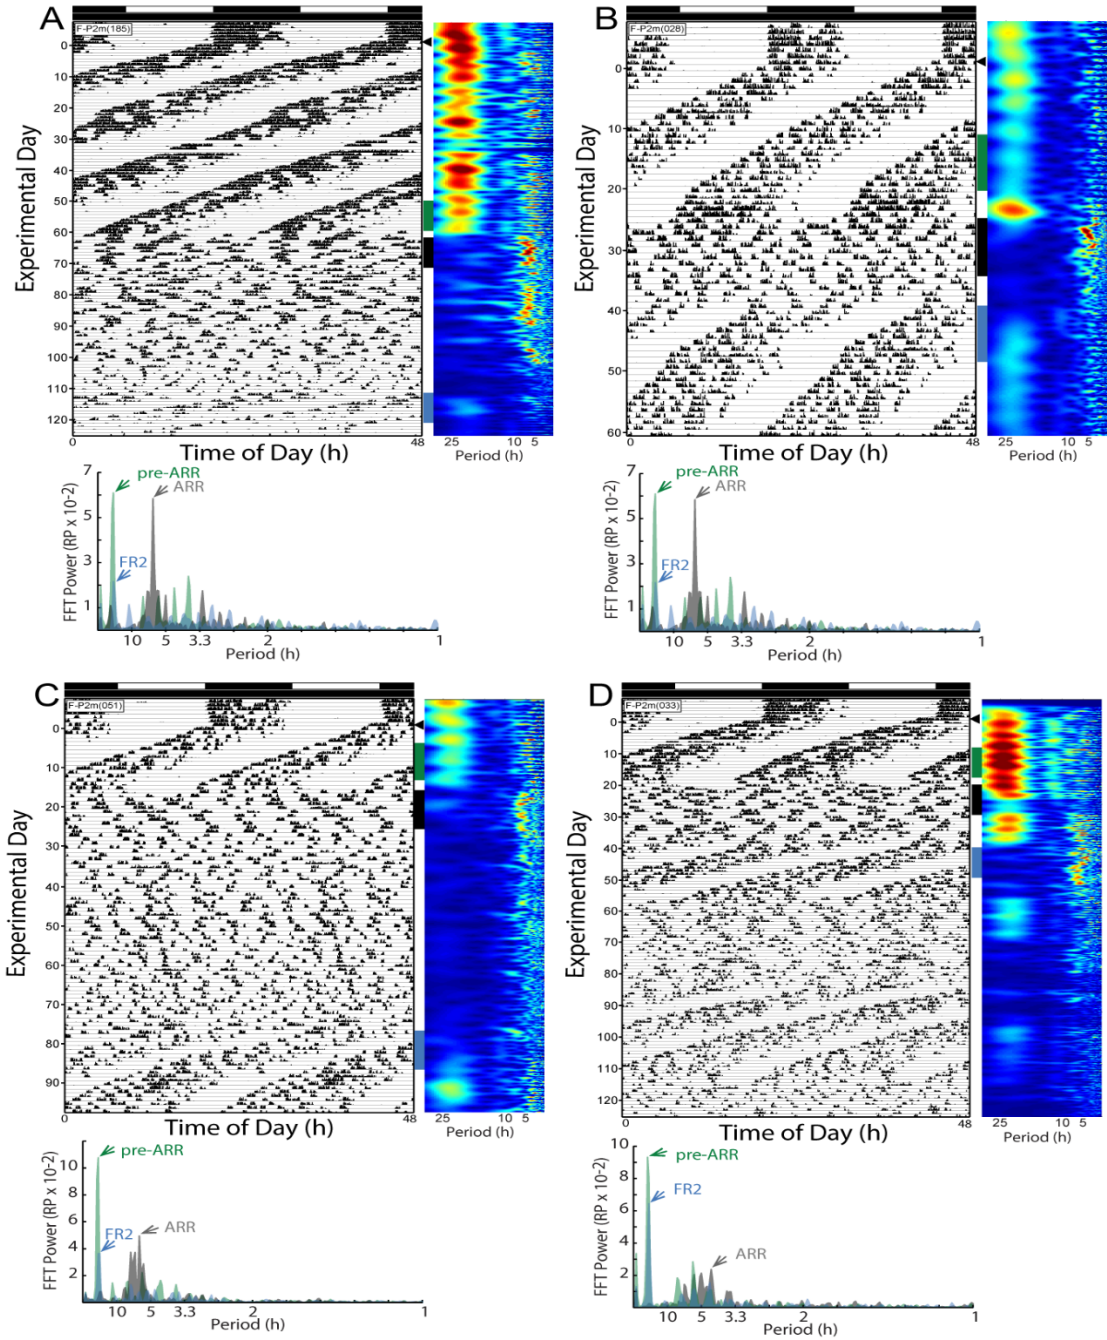 A
F-P2m(185)
Experimental Day
0
10
20
30
40
50
60
70
80
90
100
110
120
0
48
Time of Day (h)
25
10
5
Period (h)
FFT Power (RP x 10-2)
7
5
3
1
pre-ARR
ARR
FR2
10
5
3.3
2
1
Period (h)
B
F-P2m(028)
Experimental Day
0
10
20
30
40
50
60
0
48
Time of Day (h)
25
10
5
Period (h)
FFT Power (RP x 10-2)
7
5
3
1
pre-ARR
ARR
FR2
10
5
3.3
2
1
Period (h)
C
F-P2m(051)
Experimental Day
0
10
20
30
40
50
60
70
80
90
0
48
Time of Day (h)
25
10
5
Period (h)
FFT Power (RP x 10-2)
10
8
6
4
2
pre-ARR
FR2
ARR
10
5
3.3
2
1
Period (h)
D
F-P2m(033)
Experimental Day
0
10
20
30
40
50
60
70
80
90
100
110
120
0
48
Time of Day (h)
25
10
5
Period (h)
FFT Power (RP x 10-2)
10
8
6
4
2
pre-ARR
FR2
ARR
10
5
3.3
2
1
Period (h)